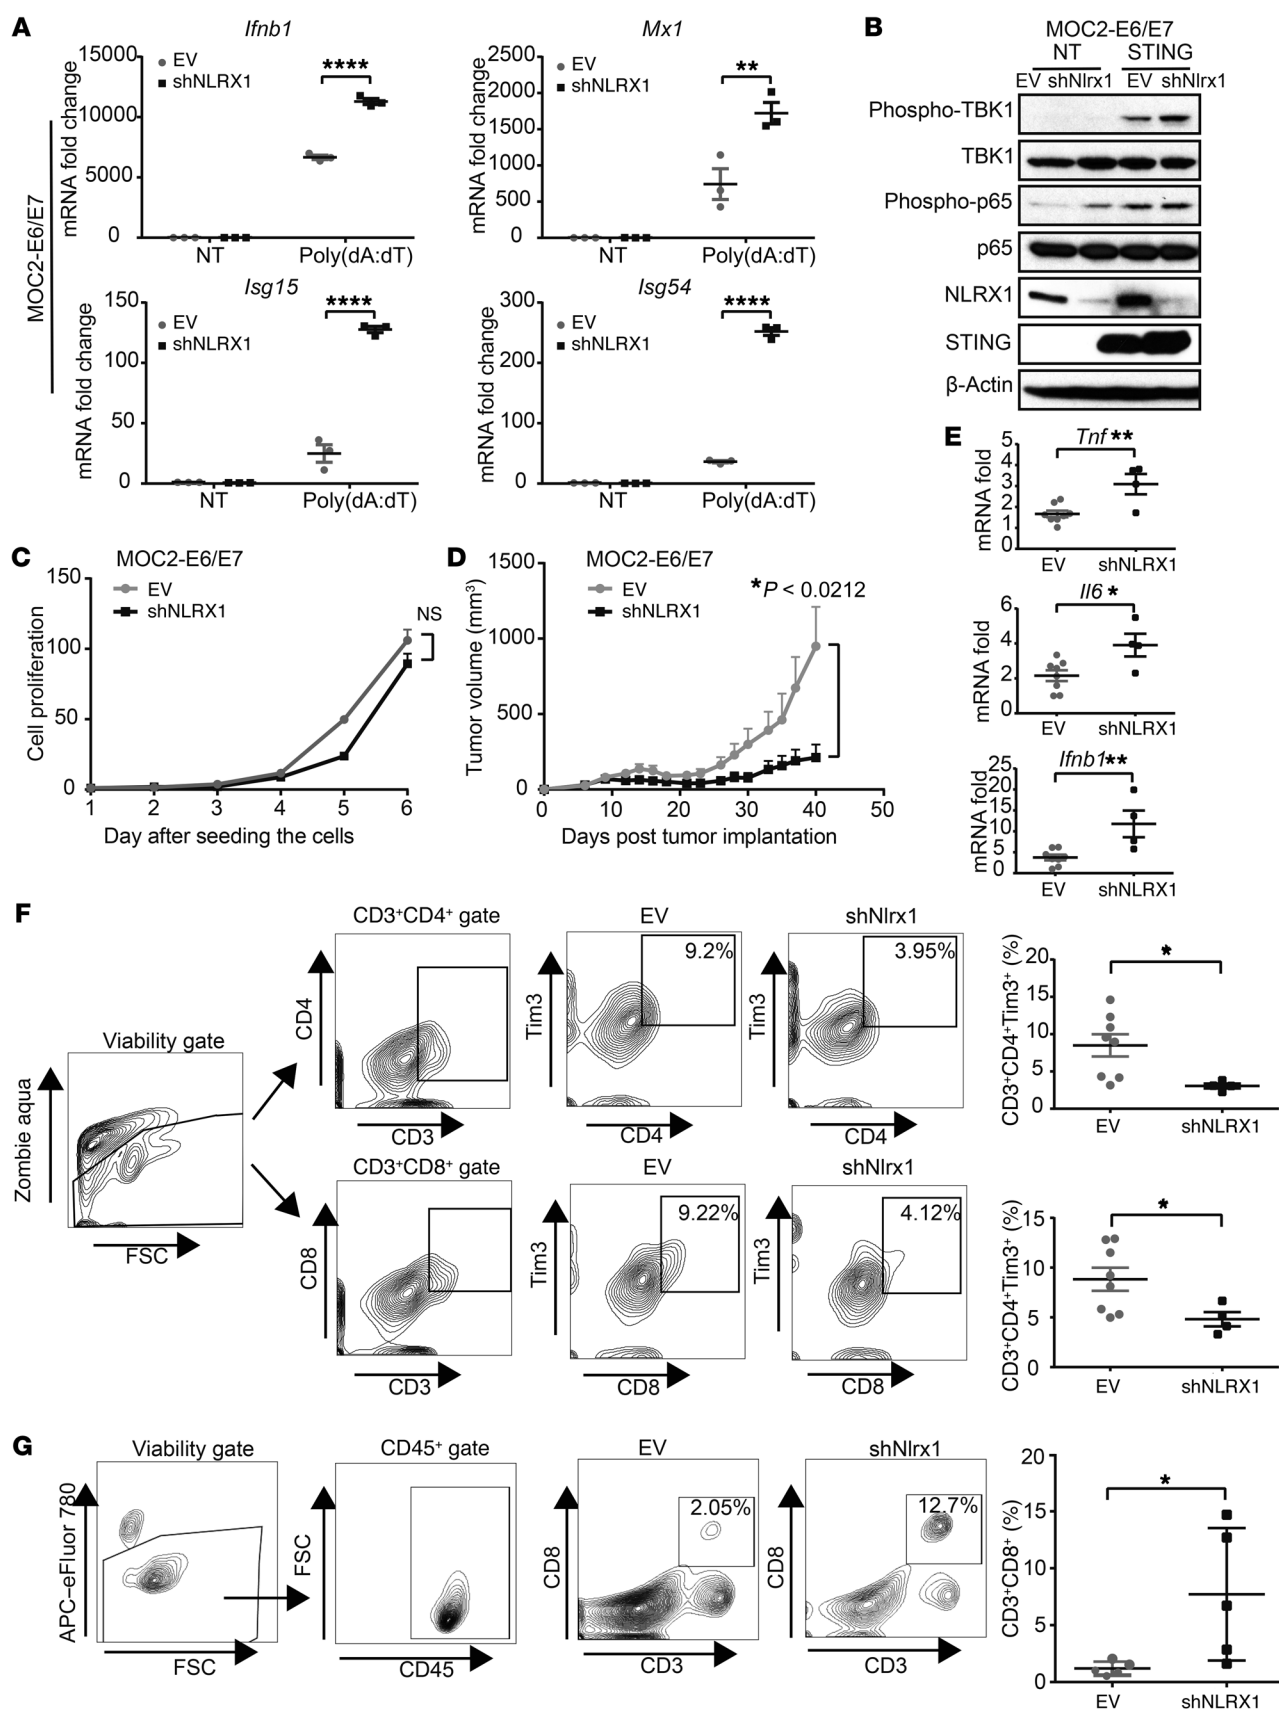 A
MOC2-E6/E7
Ifnb1
mRNA fold change
15000
10000
5000
0
EV
shNLRX1
****
NT
Poly(dA:dT)
Mx1
mRNA fold change
2500
2000
1500
1000
500
0
EV
shNLRX1
**
NT
Poly(dA:dT)
Isg15
mRNA fold change
150
100
50
0
EV
shNLRX1
****
NT
Poly(dA:dT)
Isg54
mRNA fold change
300
200
100
0
EV
shNLRX1
****
NT
Poly(dA:dT)
B
MOC2-E6/E7
NT STING
EV shNlrx1 EV shNlrx1
Phospho-TBK1
TBK1
Phospho-p65
p65
NLRX1
STING
β-Actin
C
MOC2-E6/E7
EV
shNLRX1
Cell proliferation
150
100
50
0
NS
1 2 3 4 5 6
Day after seeding the cells
D
MOC2-E6/E7
EV
shNLRX1
Tumor volume (mm³)
1500
1000
500
0
*P < 0.0212
0 10 20 30 40 50
Days post tumor implantation
E
Tnf **
mRNA fold
5
4
3
2
1
0
EV shNLRX1
Il6 *
mRNA fold
6
4
2
0
EV shNLRX1
Ifnb1**
mRNA fold
25
20
15
10
5
0
EV shNLRX1
F
Viability gate
Zombie aqua
FSC
CD3⁺CD4⁺ gate
CD4
CD3
EV
9.2%
Tim3
CD4
shNlrx1
3.95%
Tim3
CD4
CD3⁺CD4⁺Tim3⁺ (%)
20
15
10
5
0
*
EV shNLRX1
CD3⁺CD8⁺ gate
CD8
CD3
EV
9.22%
Tim3
CD8
shNlrx1
4.12%
Tim3
CD8
CD3⁺CD4⁺Tim3⁺ (%)
15
10
5
0
*
EV shNLRX1
G
Viability gate
APC–eFluor 780
FSC
CD45⁺ gate
FSC
CD45
EV
2.05%
CD8
CD3
shNlrx1
12.7%
CD8
CD3
CD3⁺CD8⁺ (%)
20
15
10
5
0
*
EV shNLRX1